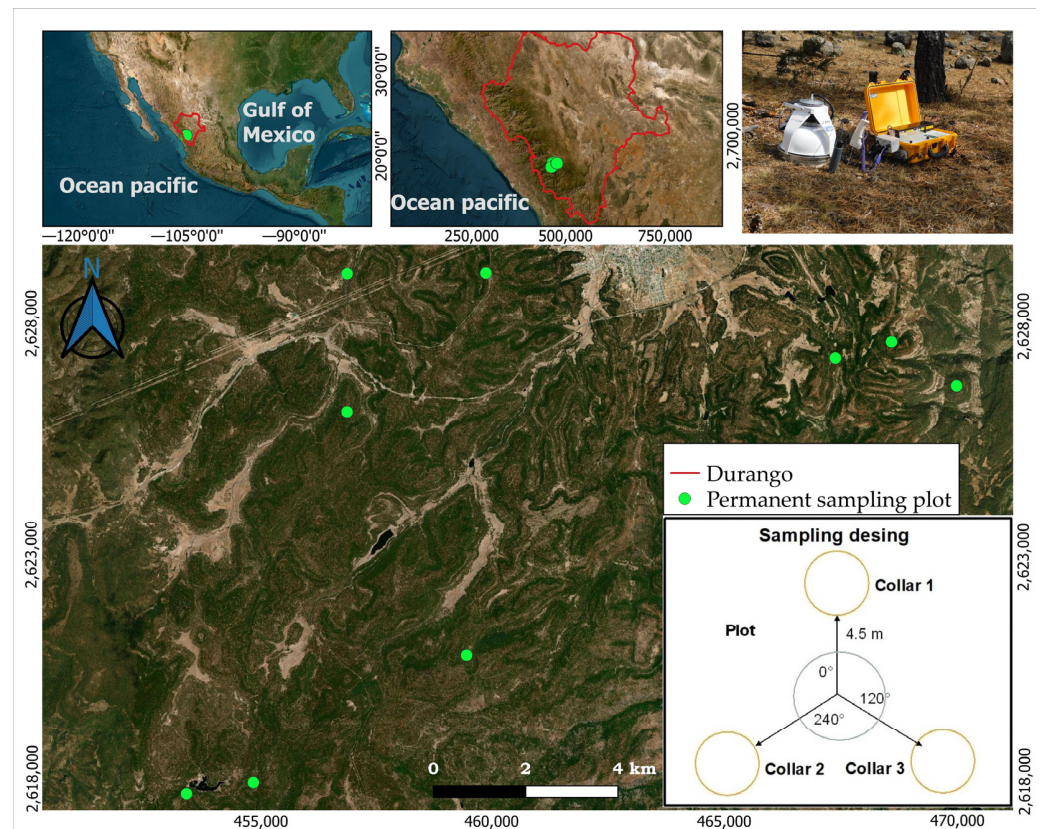 Gulf of
Mexico
Ocean pacific
20°0'0" 30°0'0"
—120°0'0" —105°0'0" —90°0'0"
Ocean pacific
2,700,000
250,000 500,000 750,000
N
2,628,000
2,623,000
2,618,000
2,628,000
2,623,000
2,618,000
Durango
Permanent sampling plot
Sampling desing
Collar 1
Plot
4.5 m
0°
120°
240°
Collar 2 Collar 3
0 2 4 km
455,000 460,000 465,000 470,000